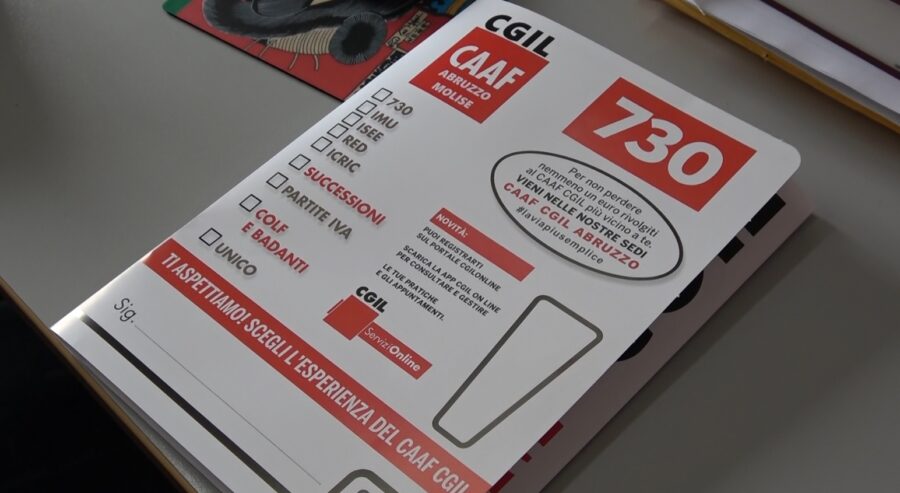 CGIL
CAAF
ABRUZZO
MOLISE
730
IMU
ISEE
RED
ICRIC
SUCCESSIONI
PARTITE IVA
COLF
E BADANTI
UNICO
730
Per non perdere
nemmeno un euro rivolgiti
al CAAF CGIL più vicino a te.
VIENI NELLE NOSTRE SEDI
CAAF CGIL ABRUZZO
#laviapiusemplice
NOVITÀ:
PUOI REGISTRARTI
SUL PORTALE CGILONLINE
SCARICA LA APP CGIL ON LINE
PER CONSULTARE E GESTIRE
LE TUE PRATICHE
E GLI APPUNTAMENTI.
CGIL
ServiziOnline
TI ASPETTIAMO! SCEGLI L'ESPERIENZA DEL CAAF CGIL
Sig.